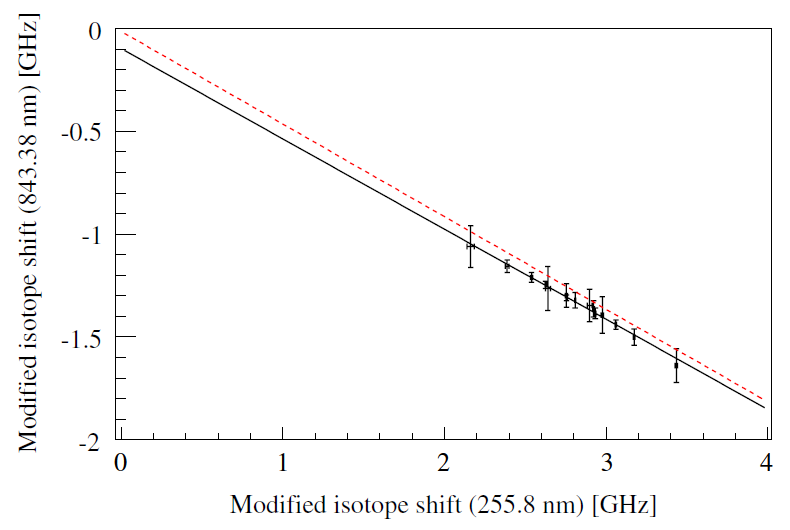 Modified isotope shift (843.38 nm) [GHz]
0
-0.5
-1
-1.5
-2
0 1 2 3 4
Modified isotope shift (255.8 nm) [GHz]